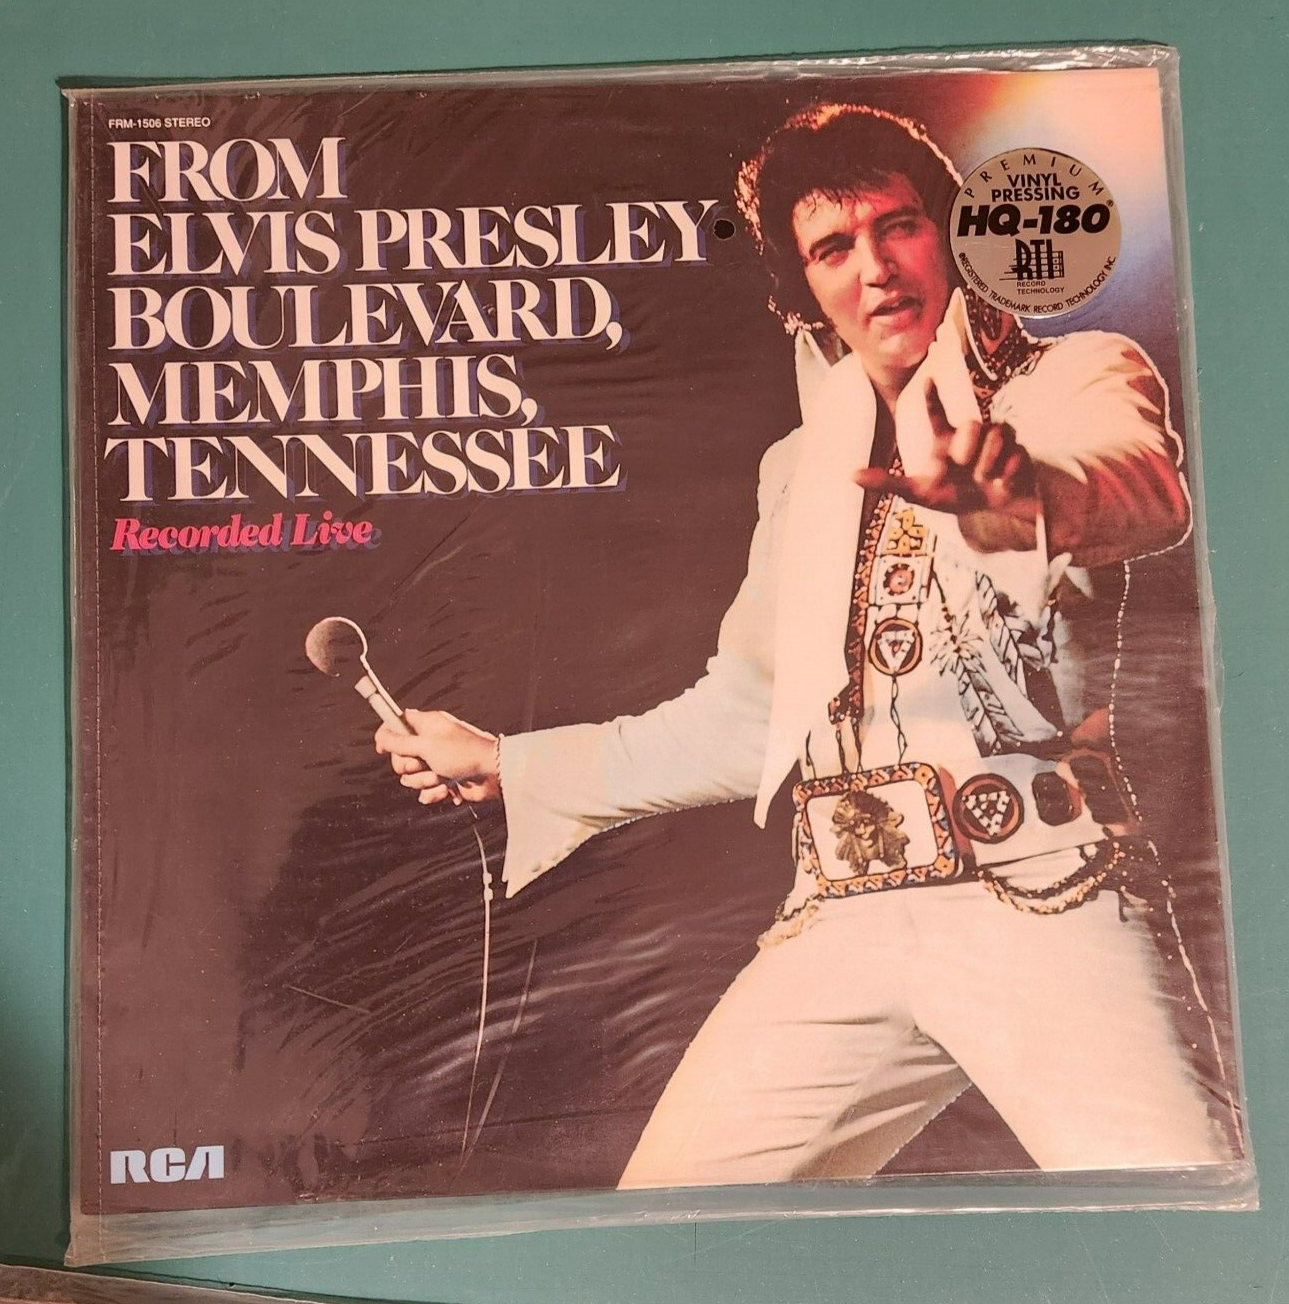 FRM-1506 STEREO
FROM
ELVIS PRESLEY
BOULEVARD,
MEMPHIS,
TENNESSEE
Recorded Live
PREMIUM
VINYL
PRESSING
HQ-180®
RTI
RECORD
TECHNOLOGY
®REGISTERED TRADEMARK RECORD TECHNOLOGY INC.
RCA